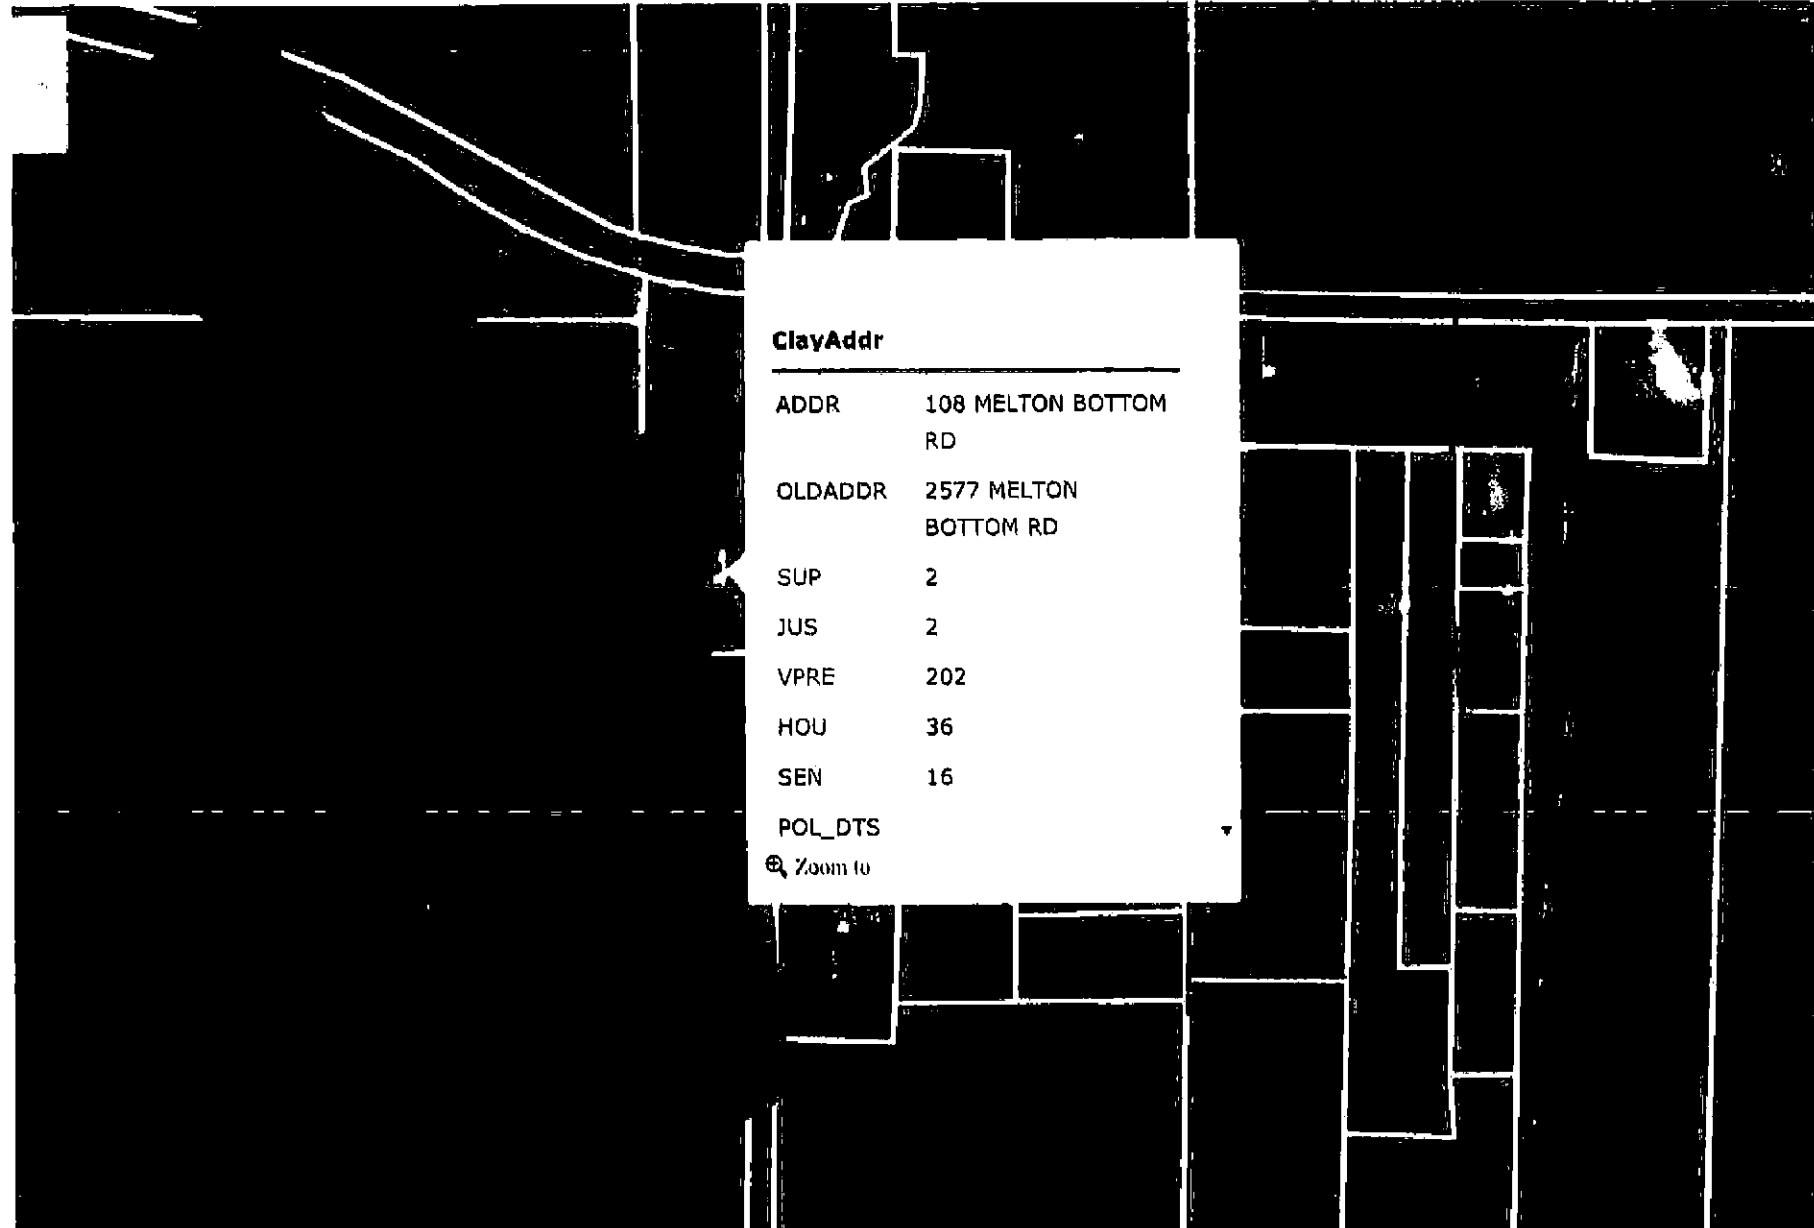 ClayAddr
ADDR 108 MELTON BOTTOM
RD
OLDADDR 2577 MELTON
BOTTOM RD
SUP 2
JUS 2
VPRE 202
HOU 36
SEN 16
POL_DTS
Zoom to